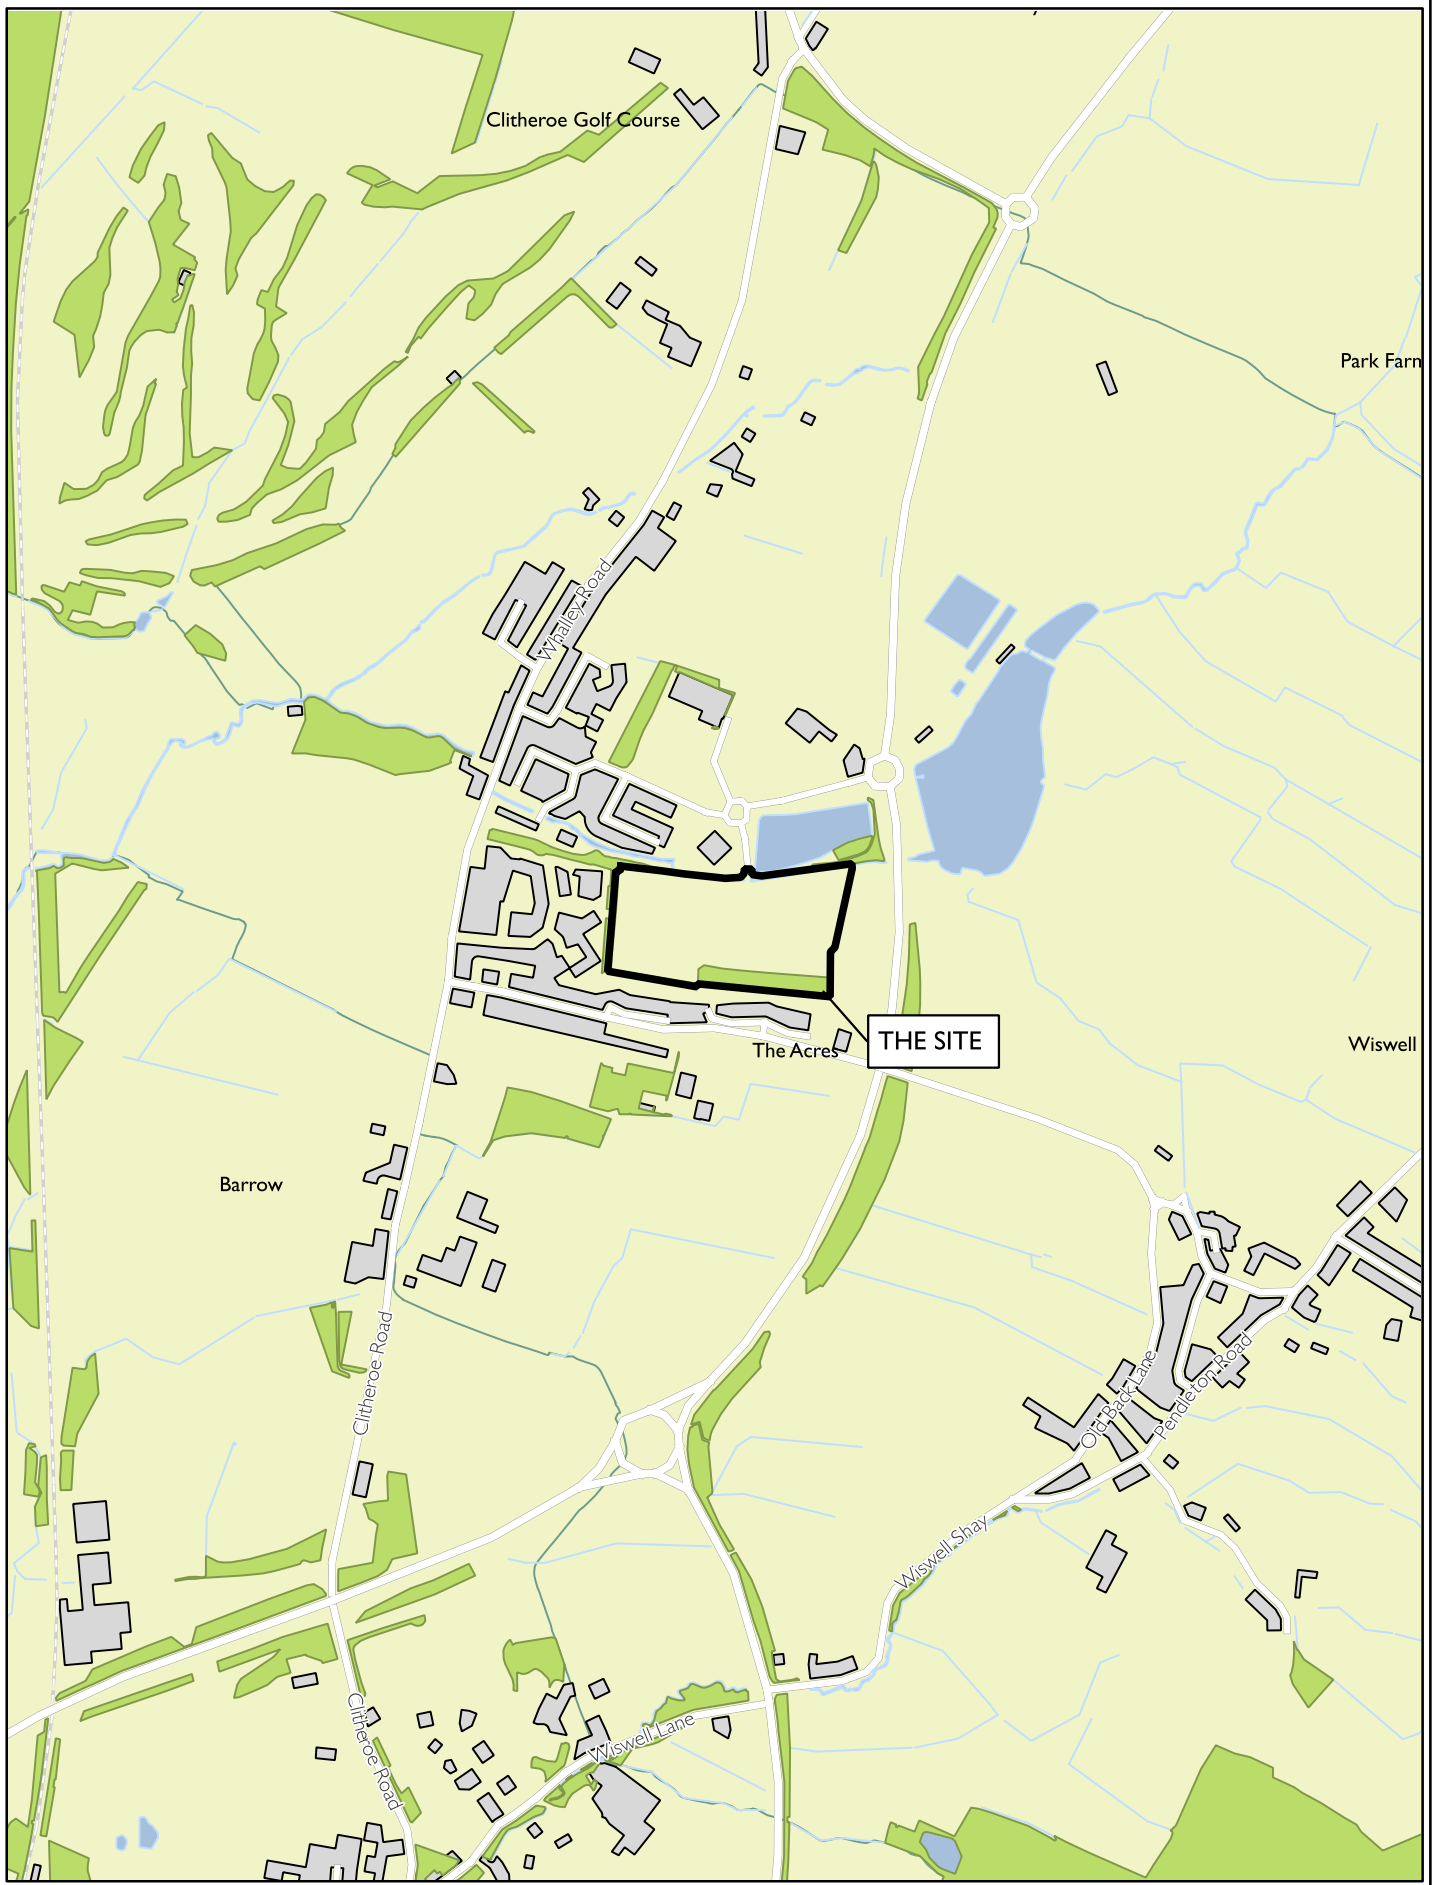 Clitheroe Golf Course
Park Farm
Whalley Road
THE SITE
The Acres
Wiswell
Barrow
Clitheroe Road
Old Back Lane
Pendleton Road
Wiswell Shay
Clitheroe Road
Wiswell Lane